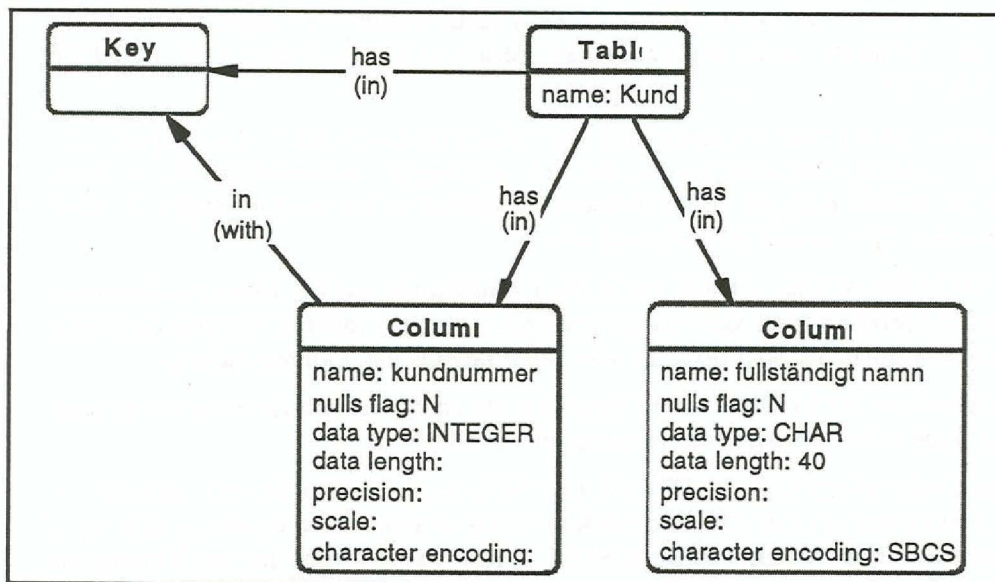 Key
has
(in)
Tabl
name: Kund
in
(with)
has
(in)
has
(in)
Colum
name: kundnummer
nulls flag: N
data type: INTEGER
data length:
precision:
scale:
character encoding:
Colum
name: fullständigt namn
nulls flag: N
data type: CHAR
data length: 40
precision:
scale:
character encoding: SBCS